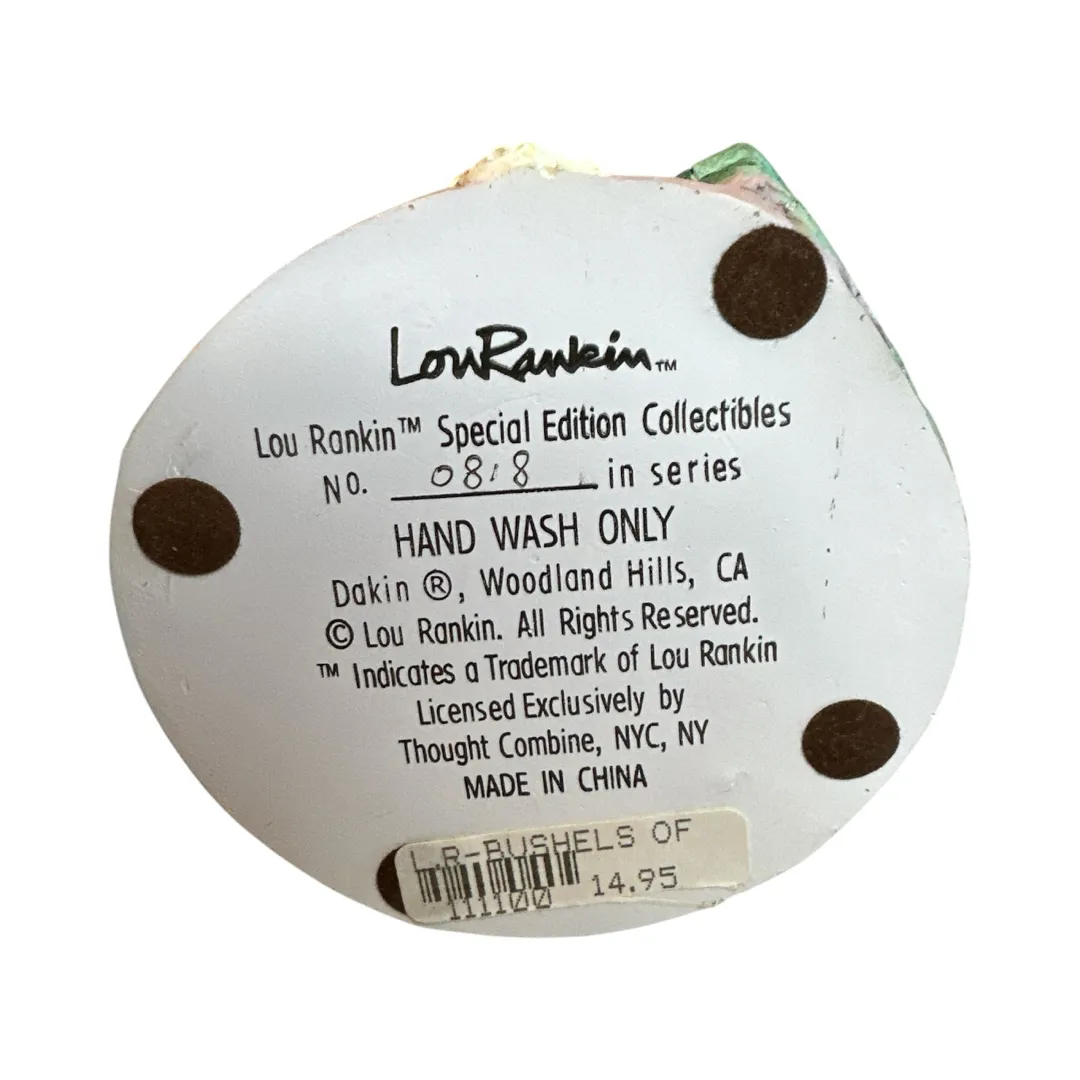 LouRankin™
Lou Rankin™ Special Edition Collectibles
No. 0818 in series
HAND WASH ONLY
Dakin ®, Woodland Hills, CA
© Lou Rankin. All Rights Reserved.
™ Indicates a Trademark of Lou Rankin
Licensed Exclusively by
Thought Combine, NYC, NY
MADE IN CHINA
L.R-BUSHELS OF
14.95
111100